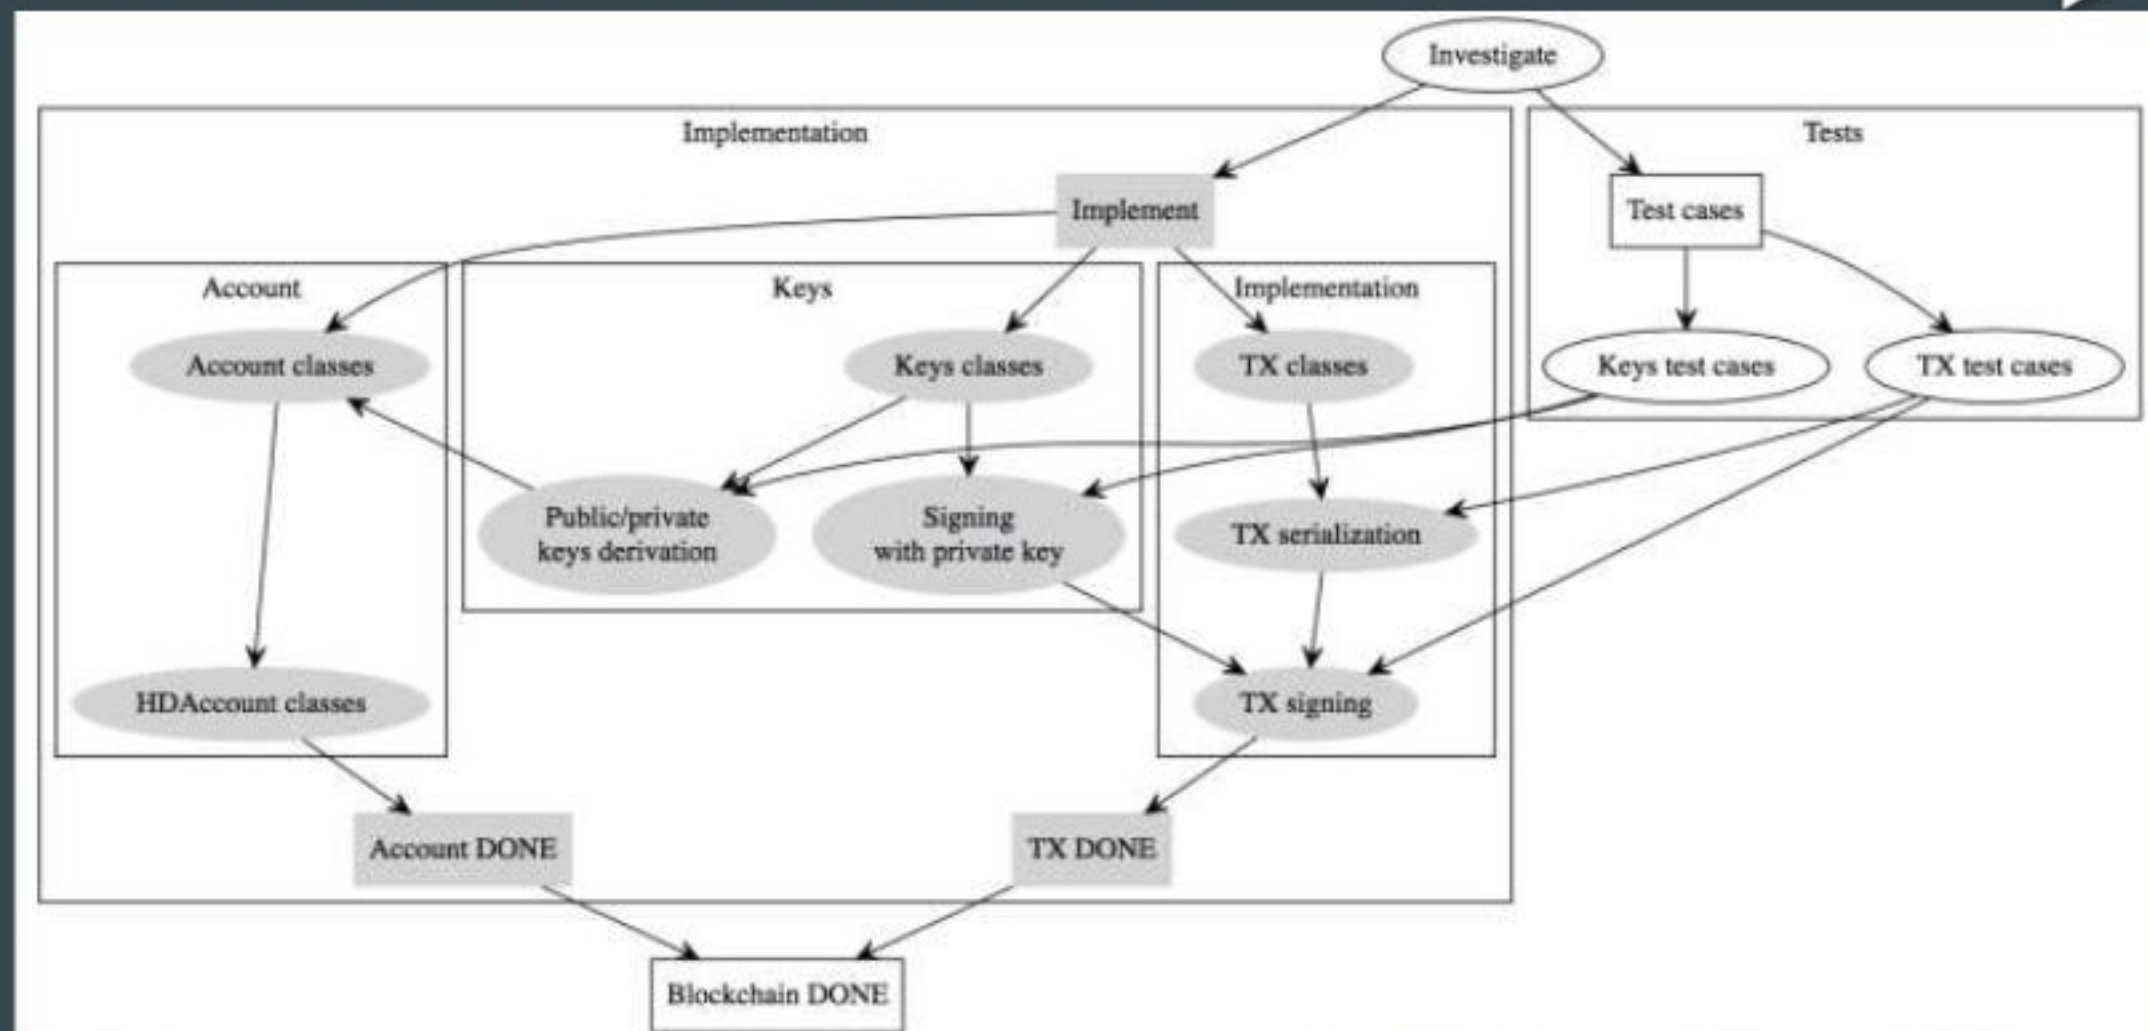 Investigate
Implementation
Tests
Implement
Test cases
Account
Keys
Implementation
Account classes
Keys classes
TX classes
Keys test cases
TX test cases
Public/private
keys derivation
Signing
with private key
TX serialization
HDAccount classes
TX signing
Account DONE
TX DONE
Blockchain DONE